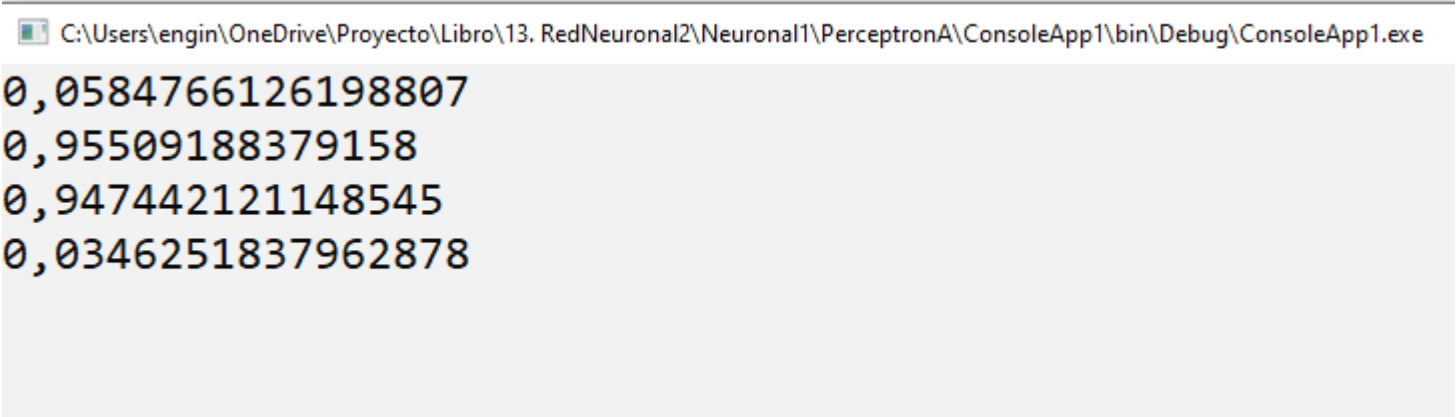 C:\Users\engin\OneDrive\Proyecto\Libro\13. RedNeuronal2\Neuronal1\PerceptronA\ConsoleApp1\bin\Debug\ConsoleApp1.exe
0,0584766126198807
0,95509188379158
0,947442121148545
0,0346251837962878